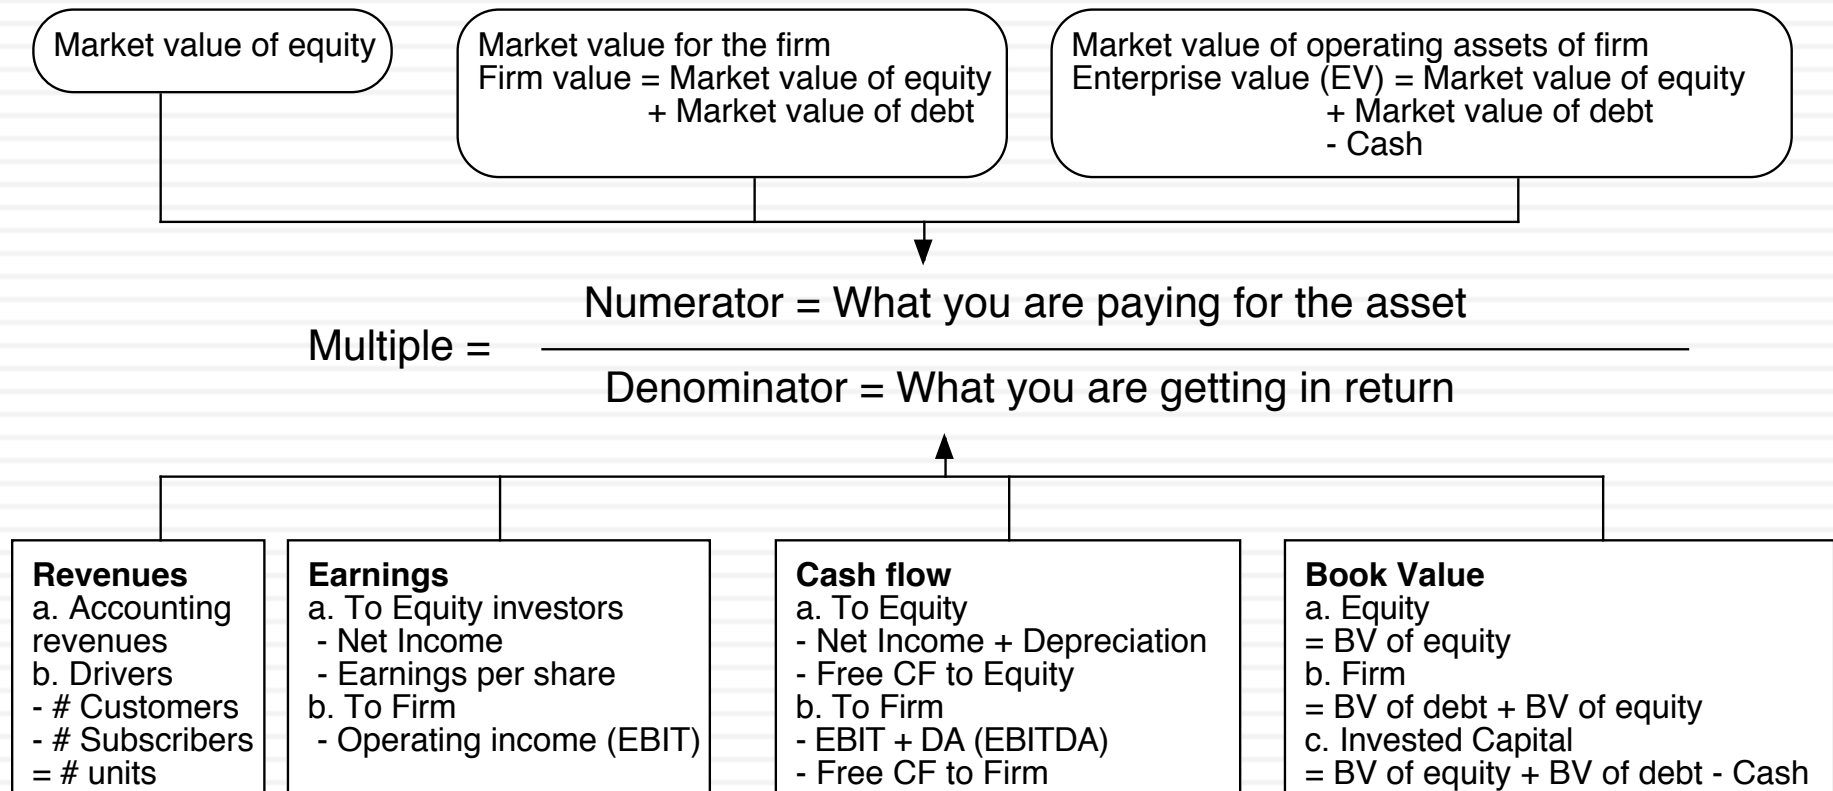 Market value of equity
Market value for the firm
Firm value = Market value of equity
+ Market value of debt
Market value of operating assets of firm
Enterprise value (EV) = Market value of equity
+ Market value of debt
- Cash
Numerator = What you are paying for the asset
Multiple =
Denominator = What you are getting in return
Revenues
a. Accounting
revenues
b. Drivers
- # Customers
- # Subscribers
= # units
Earnings
a. To Equity investors
- Net Income
- Earnings per share
b. To Firm
- Operating income (EBIT)
Cash flow
a. To Equity
- Net Income + Depreciation
- Free CF to Equity
b. To Firm
- EBIT + DA (EBITDA)
- Free CF to Firm
Book Value
a. Equity
= BV of equity
b. Firm
= BV of debt + BV of equity
c. Invested Capital
= BV of equity + BV of debt - Cash